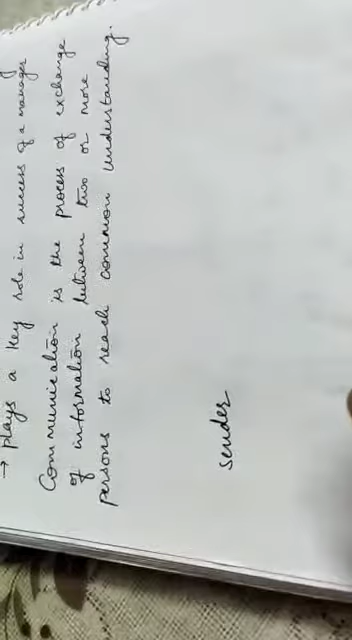 → plays a key role in success of a manager
Communication is the process of exchange
of information between two or more
persons to reach common understanding.
sender